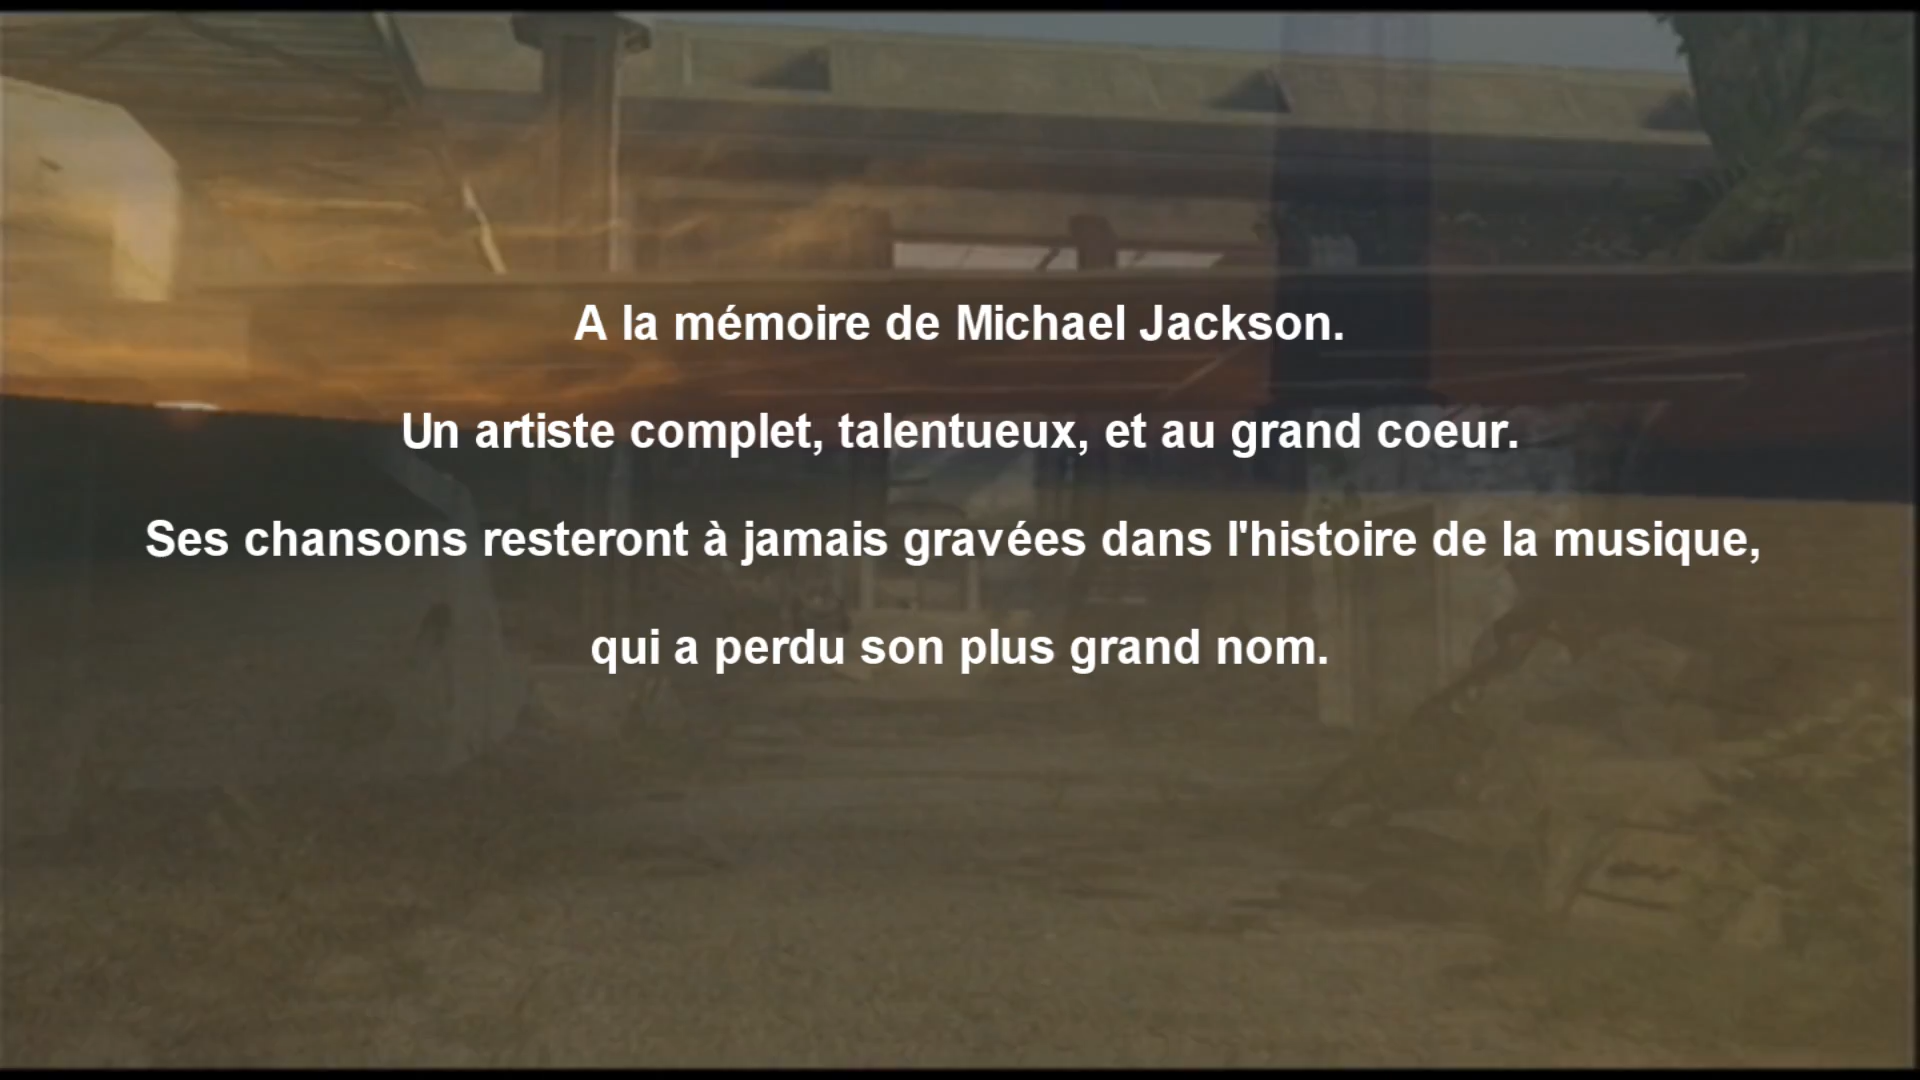 A la mémoire de Michael Jackson.
Un artiste complet, talentueux, et au grand coeur.
Ses chansons resteront à jamais gravées dans l'histoire de la musique,
qui a perdu son plus grand nom.